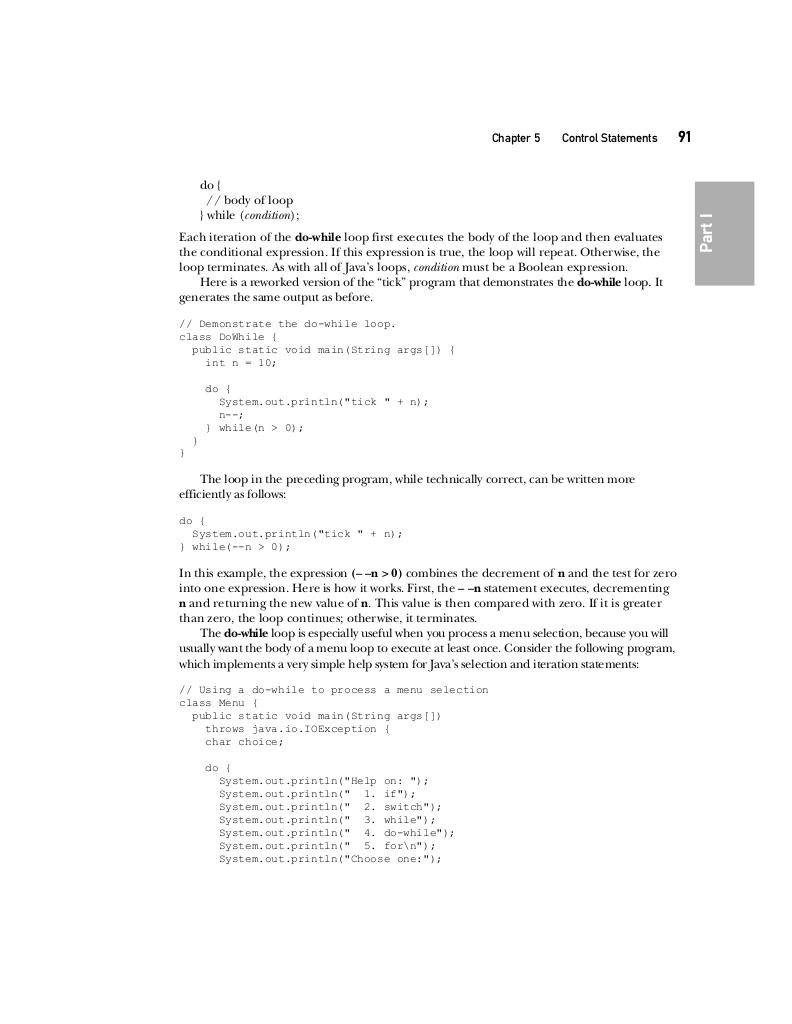 Chapter 5 Control Statements 91
Part I
do {
// body of loop
} while (condition);
Each iteration of the do-while loop first executes the body of the loop and then evaluates
the conditional expression. If this expression is true, the loop will repeat. Otherwise, the
loop terminates. As with all of Java’s loops, condition must be a Boolean expression.
Here is a reworked version of the “tick” program that demonstrates the do-while loop. It
generates the same output as before.
// Demonstrate the do-while loop.
class DoWhile {
public static void main(String args[]) {
int n = 10;
do {
System.out.println("tick " + n);
n--;
} while(n > 0);
}
}
The loop in the preceding program, while technically correct, can be written more
efficiently as follows:
do {
System.out.println("tick " + n);
} while(--n > 0);
In this example, the expression (– –n > 0) combines the decrement of n and the test for zero
into one expression. Here is how it works. First, the – –n statement executes, decrementing
n and returning the new value of n. This value is then compared with zero. If it is greater
than zero, the loop continues; otherwise, it terminates.
The do-while loop is especially useful when you process a menu selection, because you will
usually want the body of a menu loop to execute at least once. Consider the following program,
which implements a very simple help system for Java’s selection and iteration statements:
// Using a do-while to process a menu selection
class Menu {
public static void main(String args[])
throws java.io.IOException {
char choice;
do {
System.out.println("Help on: ");
System.out.println("  1. if");
System.out.println("  2. switch");
System.out.println("  3. while");
System.out.println("  4. do-while");
System.out.println("  5. for\n");
System.out.println("Choose one:");